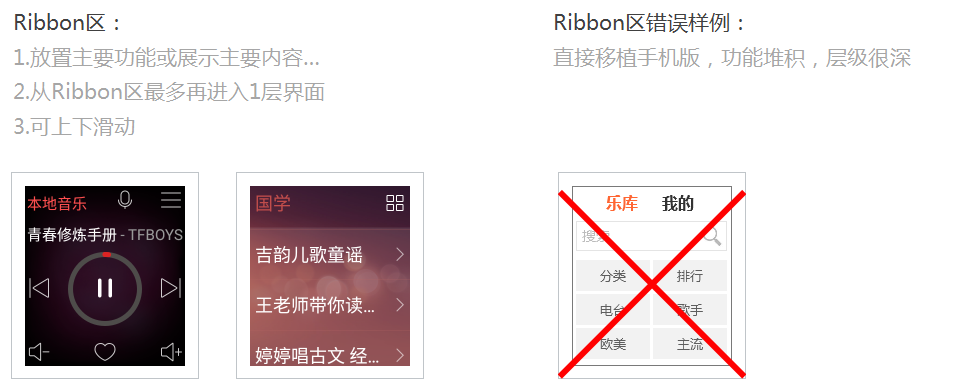 Ribbon区：
1.放置主要功能或展示主要内容...
2.从Ribbon区最多再进入1层界面
3.可上下滑动
Ribbon区错误样例：
直接移植手机版，功能堆积，层级很深
本地音乐
青春修炼手册 - TFBOYS
国学
吉韵儿歌童谣
王老师带你读...
婷婷唱古文 经...
乐库 我的
搜索
分类 排行
电台 歌手
欧美 主流